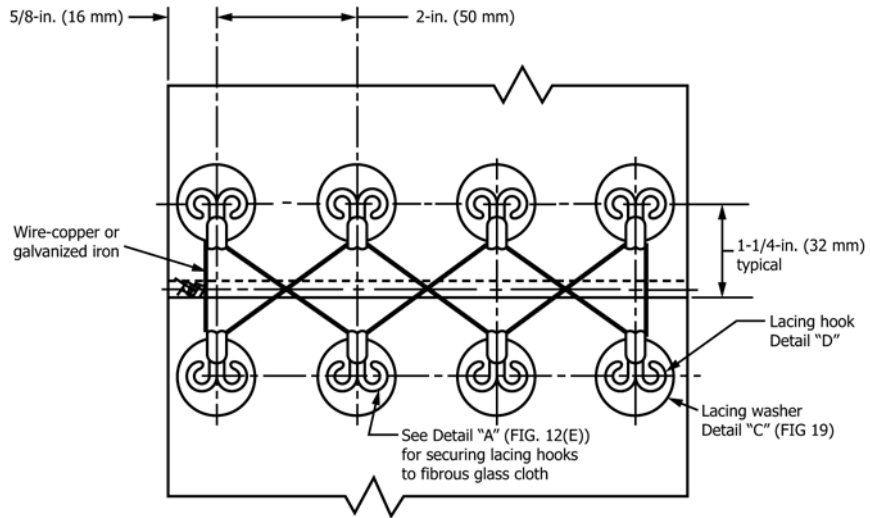 5/8-in. (16 mm)
2-in. (50 mm)
Wire-copper or
galvanized iron
1-1/4-in. (32 mm)
typical
Lacing hook
Detail "D"
Lacing washer
Detail "C" (FIG 19)
See Detail "A" (FIG. 12(E))
for securing lacing hooks
to fibrous glass cloth